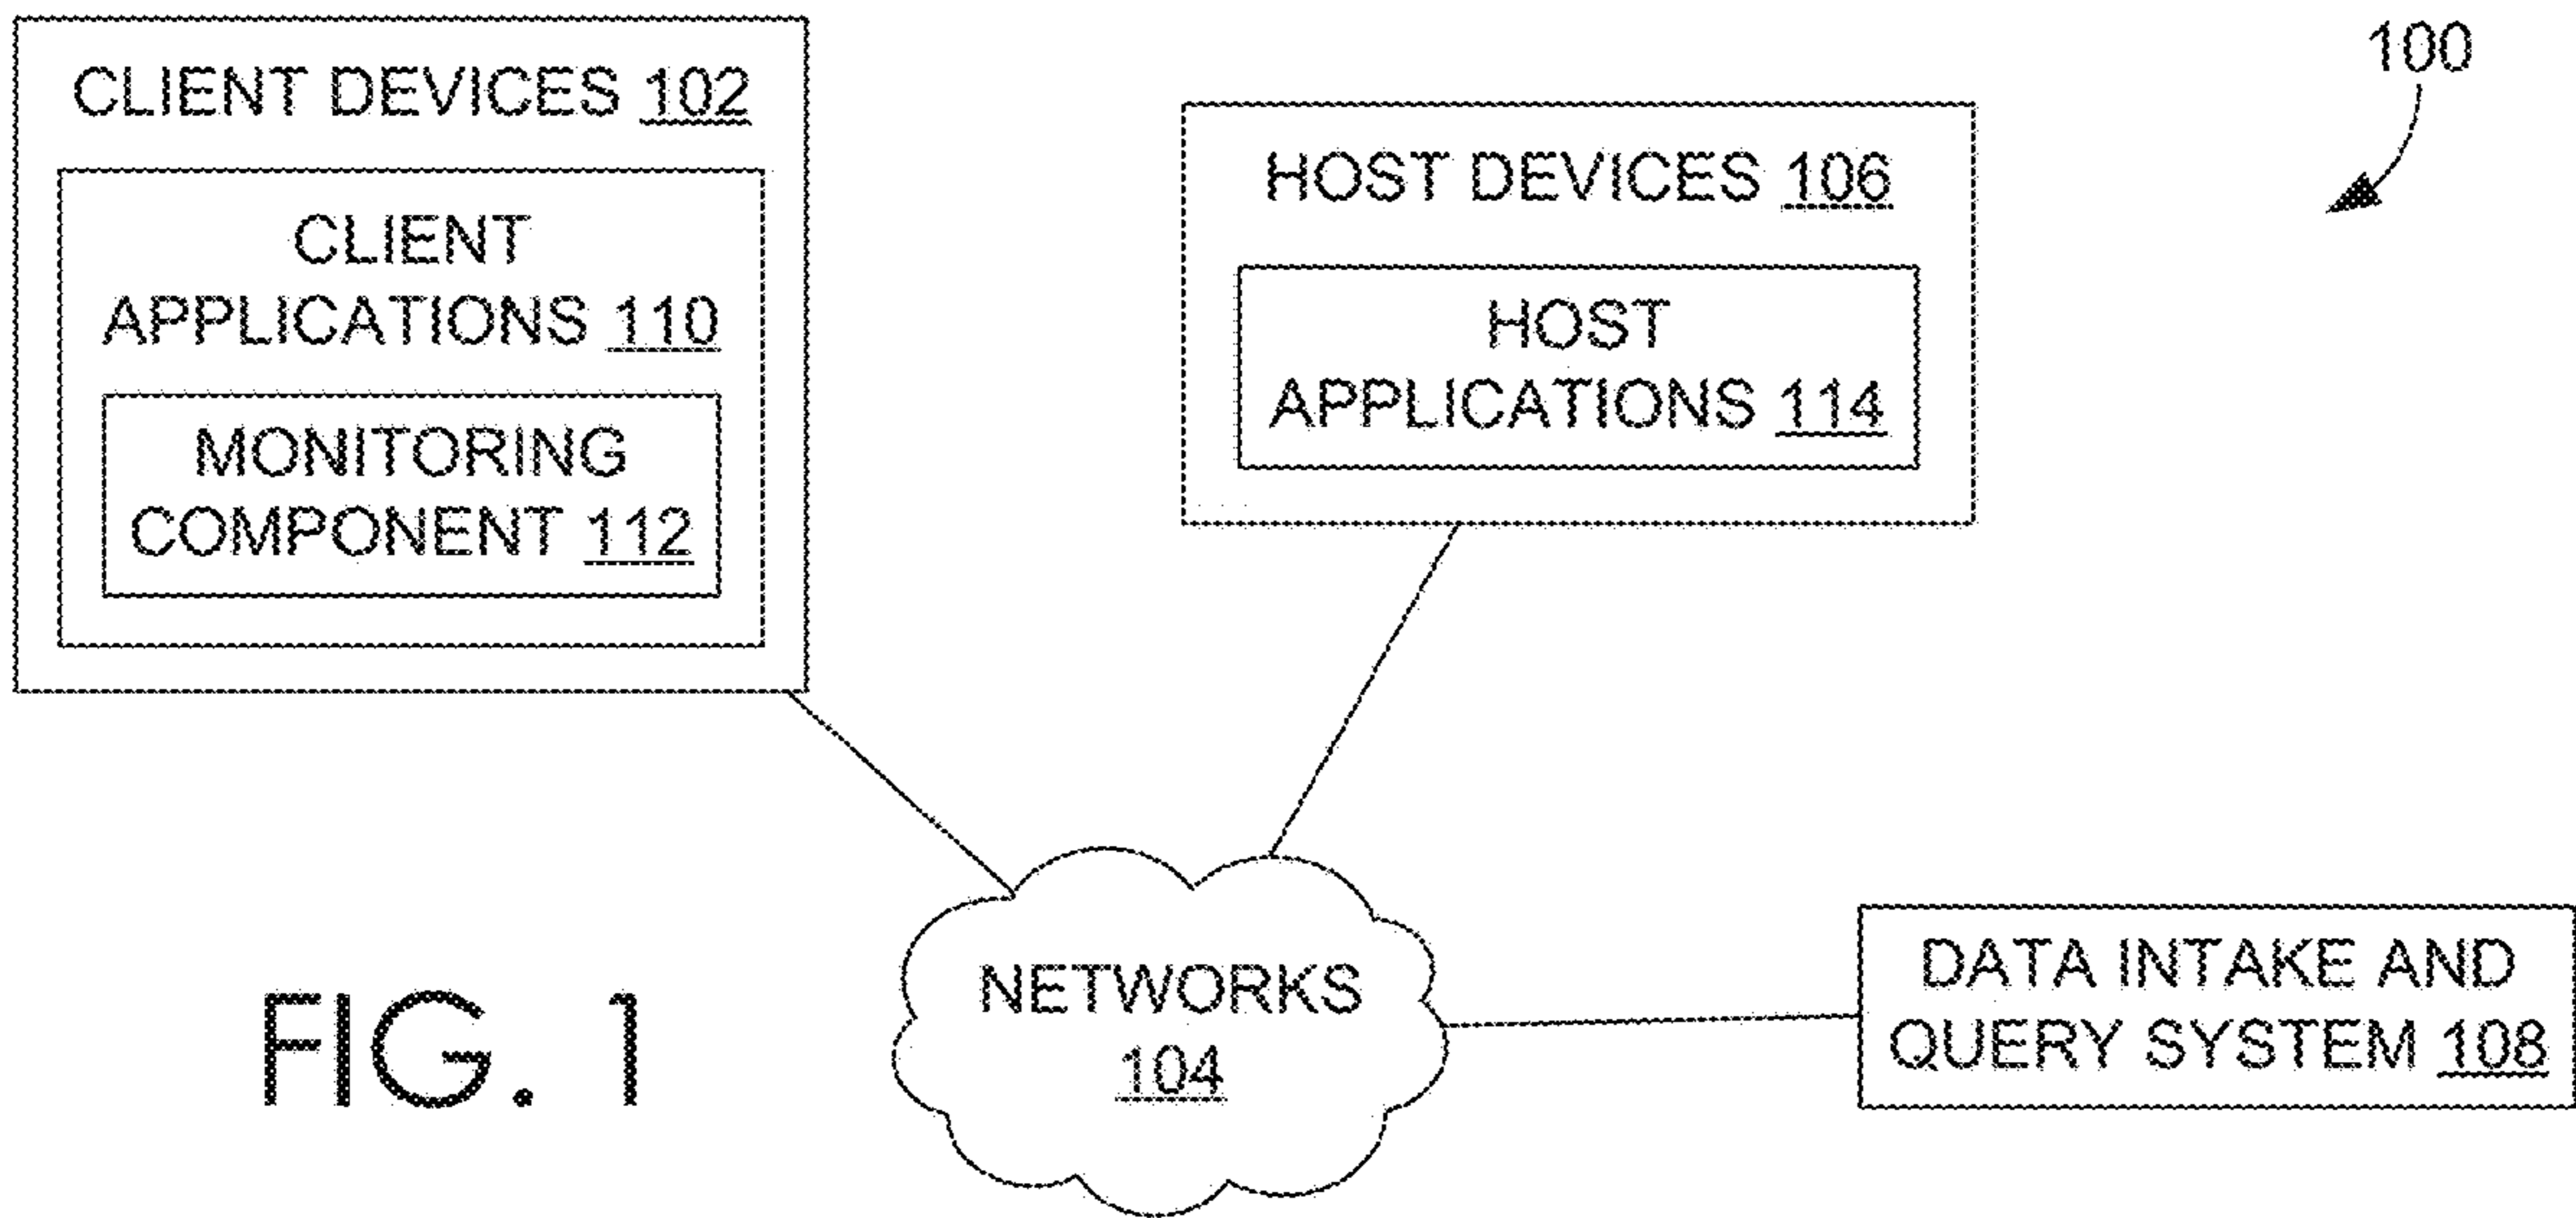 CLIENT DEVICES 102
CLIENT
APPLICATIONS 110
MONITORING
COMPONENT 112
HOST DEVICES 106
HOST
APPLICATIONS 114
100
NETWORKS
104
DATA INTAKE AND
QUERY SYSTEM 108
FIG. 1